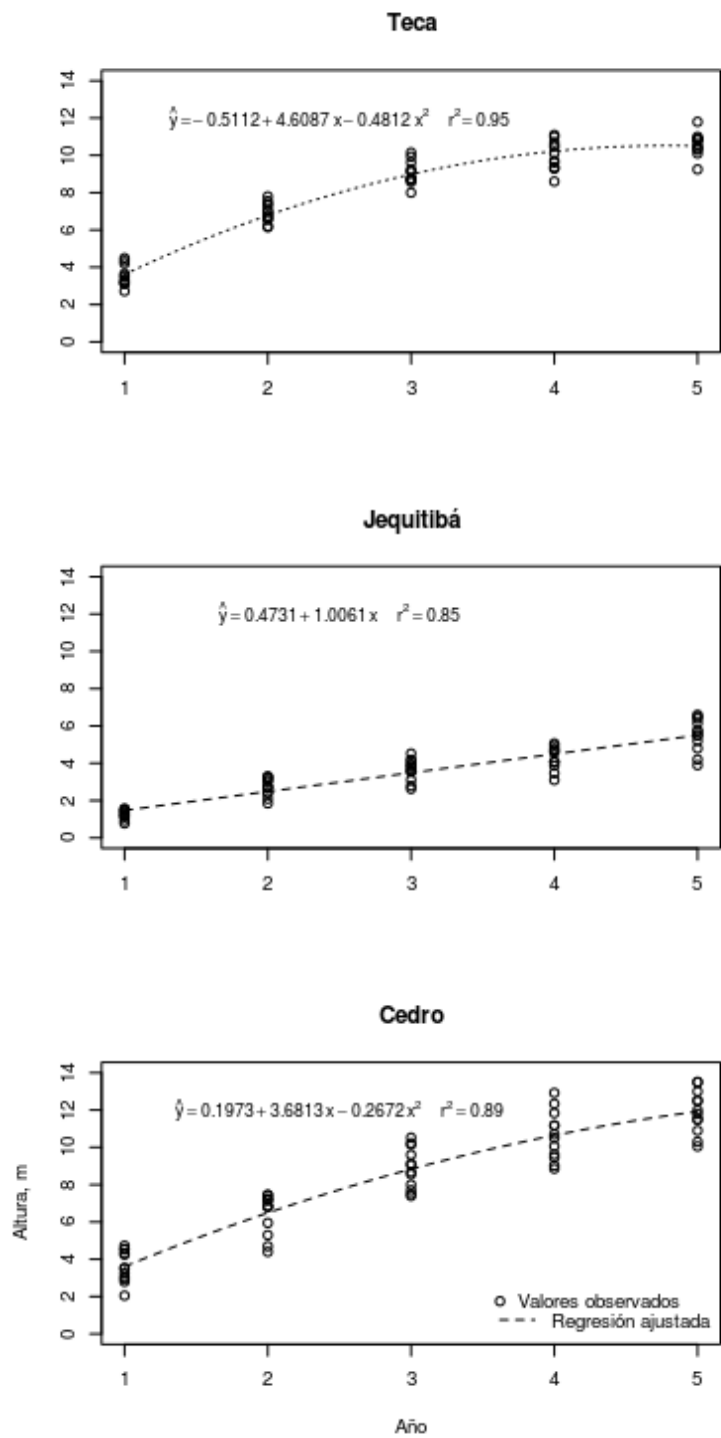 Teca
14
12
10
8
6
4
2
0
ŷ = − 0.5112 + 4.6087 x − 0.4812 x² r² = 0.95
1 2 3 4 5
Jequitibá
14
12
10
8
6
4
2
0
ŷ = 0.4731 + 1.0061 x r² = 0.85
1 2 3 4 5
Cedro
Altura, m
14
12
10
8
6
4
2
0
ŷ = 0.1973 + 3.6813 x − 0.2672 x² r² = 0.89
Valores observados
Regresión ajustada
1 2 3 4 5
Año